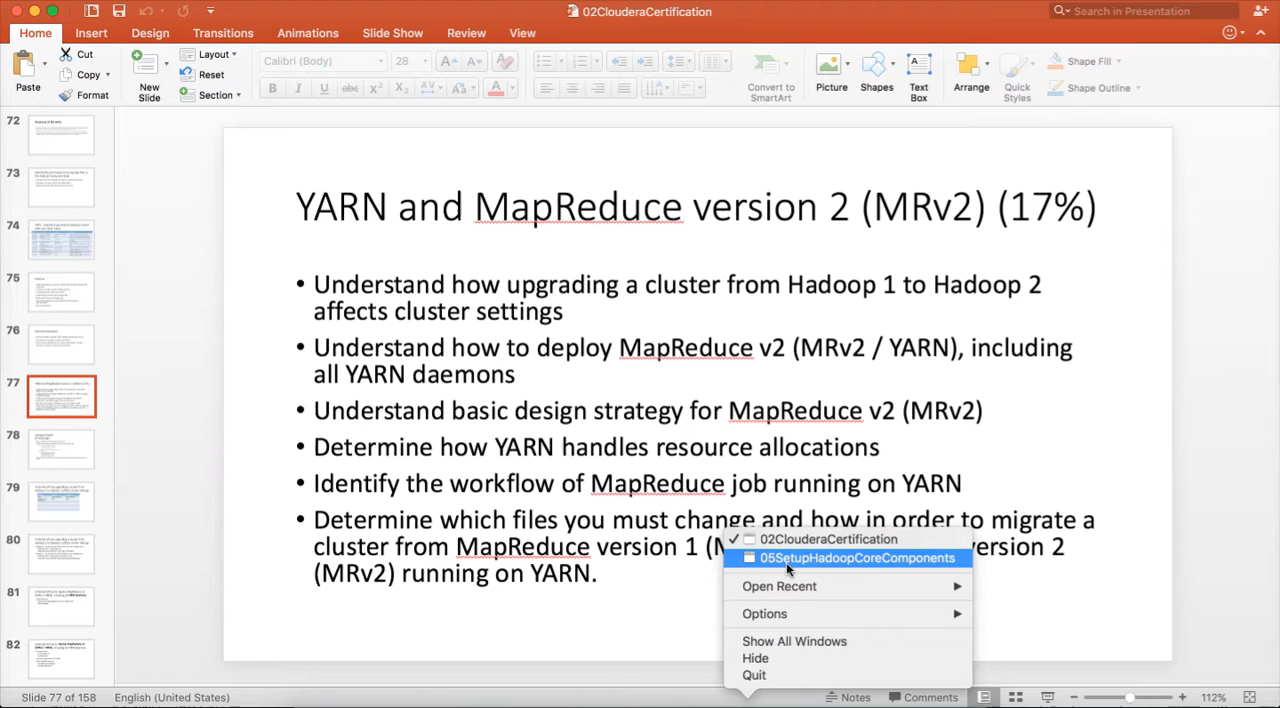 02ClouderaCertification
Search in Presentation
Home Insert Design Transitions Animations Slide Show Review View
Paste
Cut
Copy
Format
New
Slide
Layout
Reset
Section
Calibri (Body) 28
B I U abc X₂ X² AV Aa A
Convert to
SmartArt
Picture
Shapes
Text
Box
Arrange
Quick
Styles
Shape Fill
Shape Outline
72
73
74
75
76
77
78
79
80
81
82
YARN and MapReduce version 2 (MRv2) (17%)
• Understand how upgrading a cluster from Hadoop 1 to Hadoop 2
affects cluster settings
• Understand how to deploy MapReduce v2 (MRv2 / YARN), including
all YARN daemons
• Understand basic design strategy for MapReduce v2 (MRv2)
• Determine how YARN handles resource allocations
• Identify the workflow of MapReduce job running on YARN
• Determine which files you must change and how in order to migrate a
cluster from MapReduce version 1 (M version 2
(MRv2) running on YARN.
02ClouderaCertification
05SetupHadoopCoreComponents
Open Recent
Options
Show All Windows
Hide
Quit
Slide 77 of 158 English (United States) Notes Comments 112%